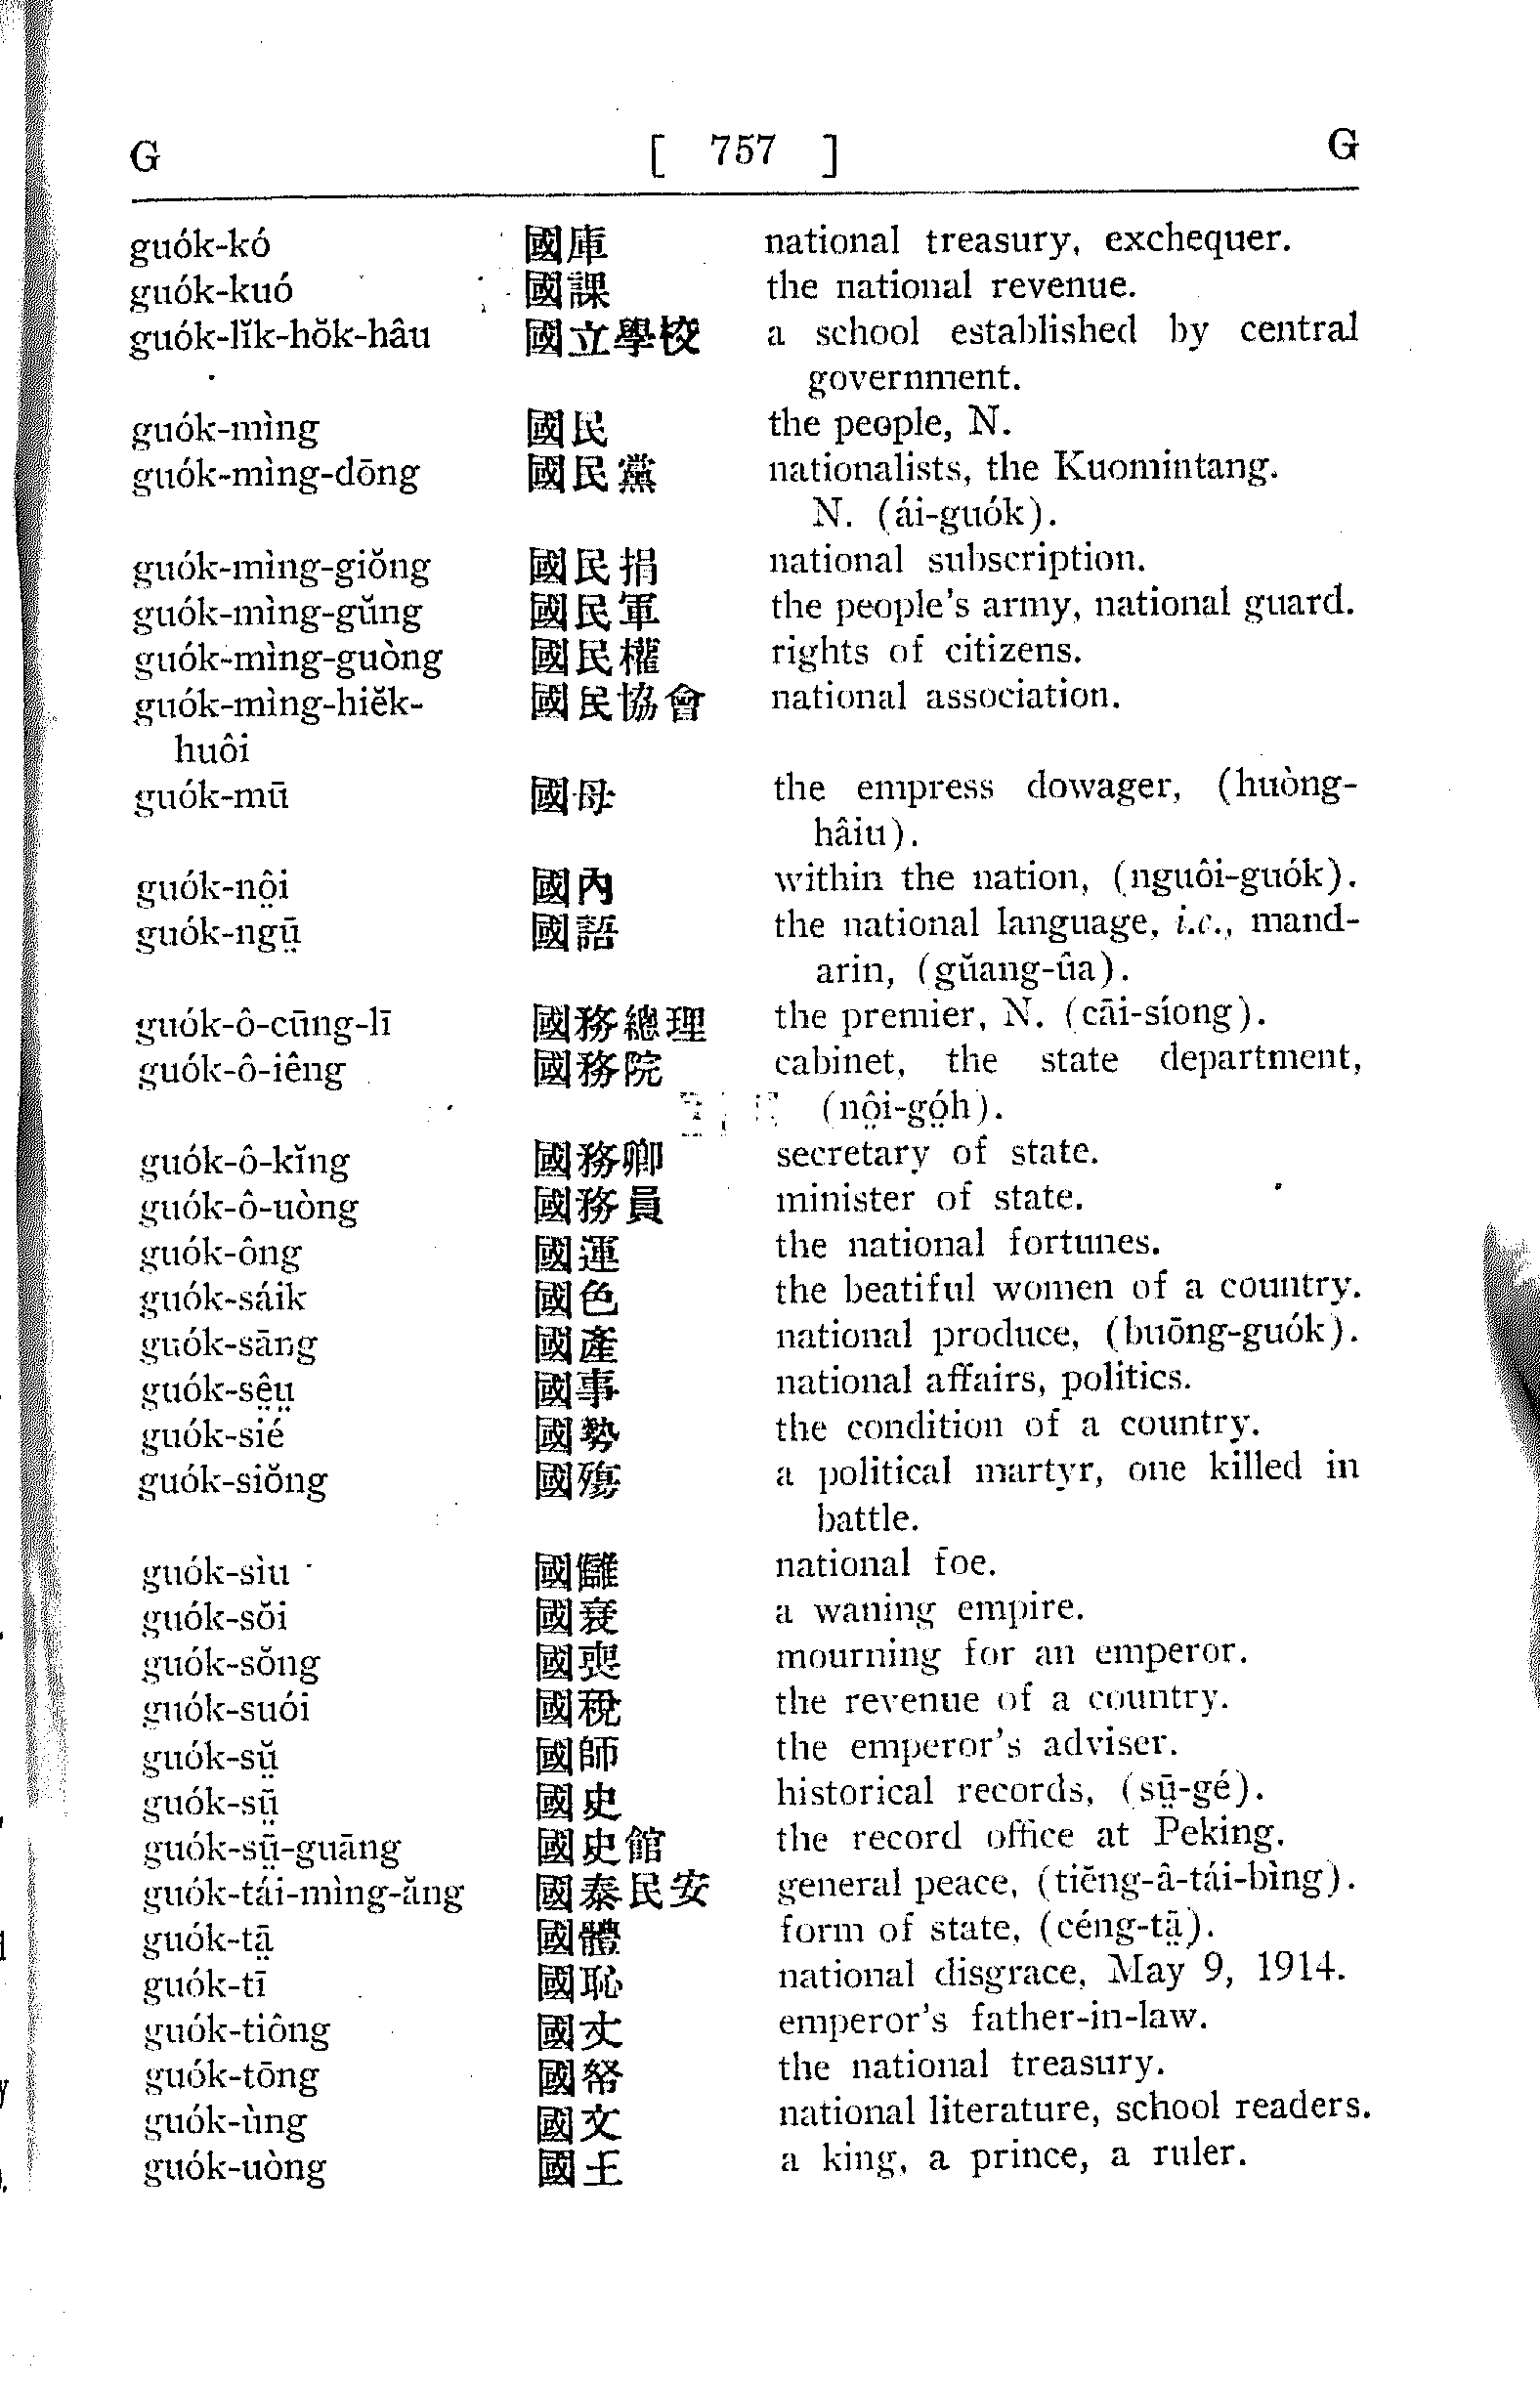 G [ 757 ] G
guók-kó 國庫 national treasury, exchequer.
guók-kuó 國課 the national revenue.
guók-lĭk-hŏk-hâu 國立學校 a school established by central
government.
guók-mìng 國民 the people, N.
guók-mìng-dōng 國民黨 nationalists, the Kuomintang.
N. (ái-guók).
guók-mìng-giŏng 國民捐 national subscription.
guók-mìng-gŭng 國民軍 the people's army, national guard.
guók-mìng-guòng 國民權 rights of citizens.
guók-mìng-hiĕk- 國民協會 national association.
huôi
guók-mū 國母 the empress dowager, (huòng-
hâiu).
guók-nô̤i 國內 within the nation, (nguôi-guók).
guók-ngṳ̄ 國語 the national language, i.e., mand-
arin, (gŭang-ûa).
guók-ô-cūng-lī 國務總理 the premier, N. (cāi-síong).
guók-ô-iêng 國務院 cabinet, the state department,
(nô̤i-gó̤h).
guók-ô-kĭng 國務卿 secretary of state.
guók-ô-uòng 國務員 minister of state.
guók-ông 國運 the national fortunes.
guók-sáik 國色 the beatiful women of a country.
guók-sāng 國產 national produce, (buōng-guók).
guók-sê̤ṳ 國事 national affairs, politics.
guók-sié 國勢 the condition of a country.
guók-siŏng 國殤 a political martyr, one killed in
battle.
guók-sìu 國讎 national foe.
guók-sŏi 國衰 a waning empire.
guók-sŏng 國喪 mourning for an emperor.
guók-suói 國稅 the revenue of a country.
guók-sṳ̆ 國師 the emperor's adviser.
guók-sṳ̄ 國史 historical records, (sṳ̄-gé).
guók-sṳ̄-guāng 國史館 the record office at Peking.
guók-tái-mìng-ăng 國泰民安 general peace, (tiĕng-â-tái-bìng).
guók-tā̤ 國體 form of state, (céng-tā̤).
guók-tī 國恥 national disgrace, May 9, 1914.
guók-tiông 國丈 emperor's father-in-law.
guók-tōng 國帑 the national treasury.
guók-ùng 國文 national literature, school readers.
guók-uòng 國王 a king, a prince, a ruler.